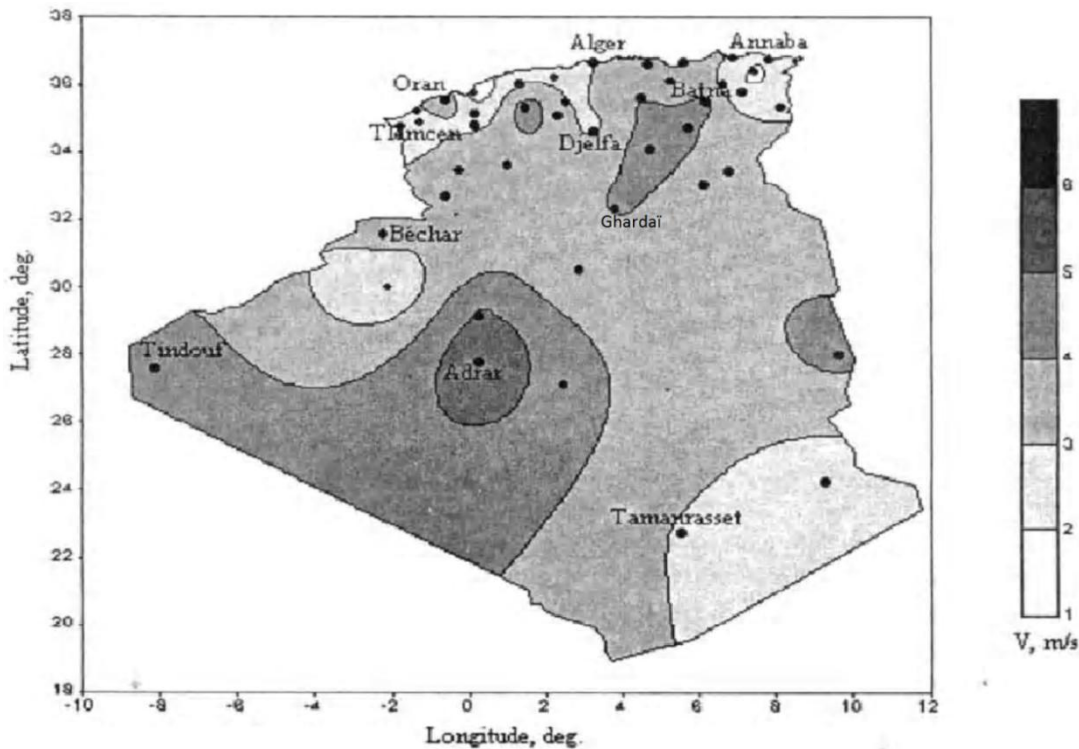 38
36
34
32
30
28
26
24
22
20
18
Latitude, deg.
Alger
Annaba
Oran
Batna
Tlimcen
Djelfa
Ghardaï
Béchar
Tindouf
Adrar
Tamanrasset
-10
-8
-6
-4
-2
0
2
4
6
8
10
12
Longitude, deg.
6
5
4
3
2
1
V, m/s